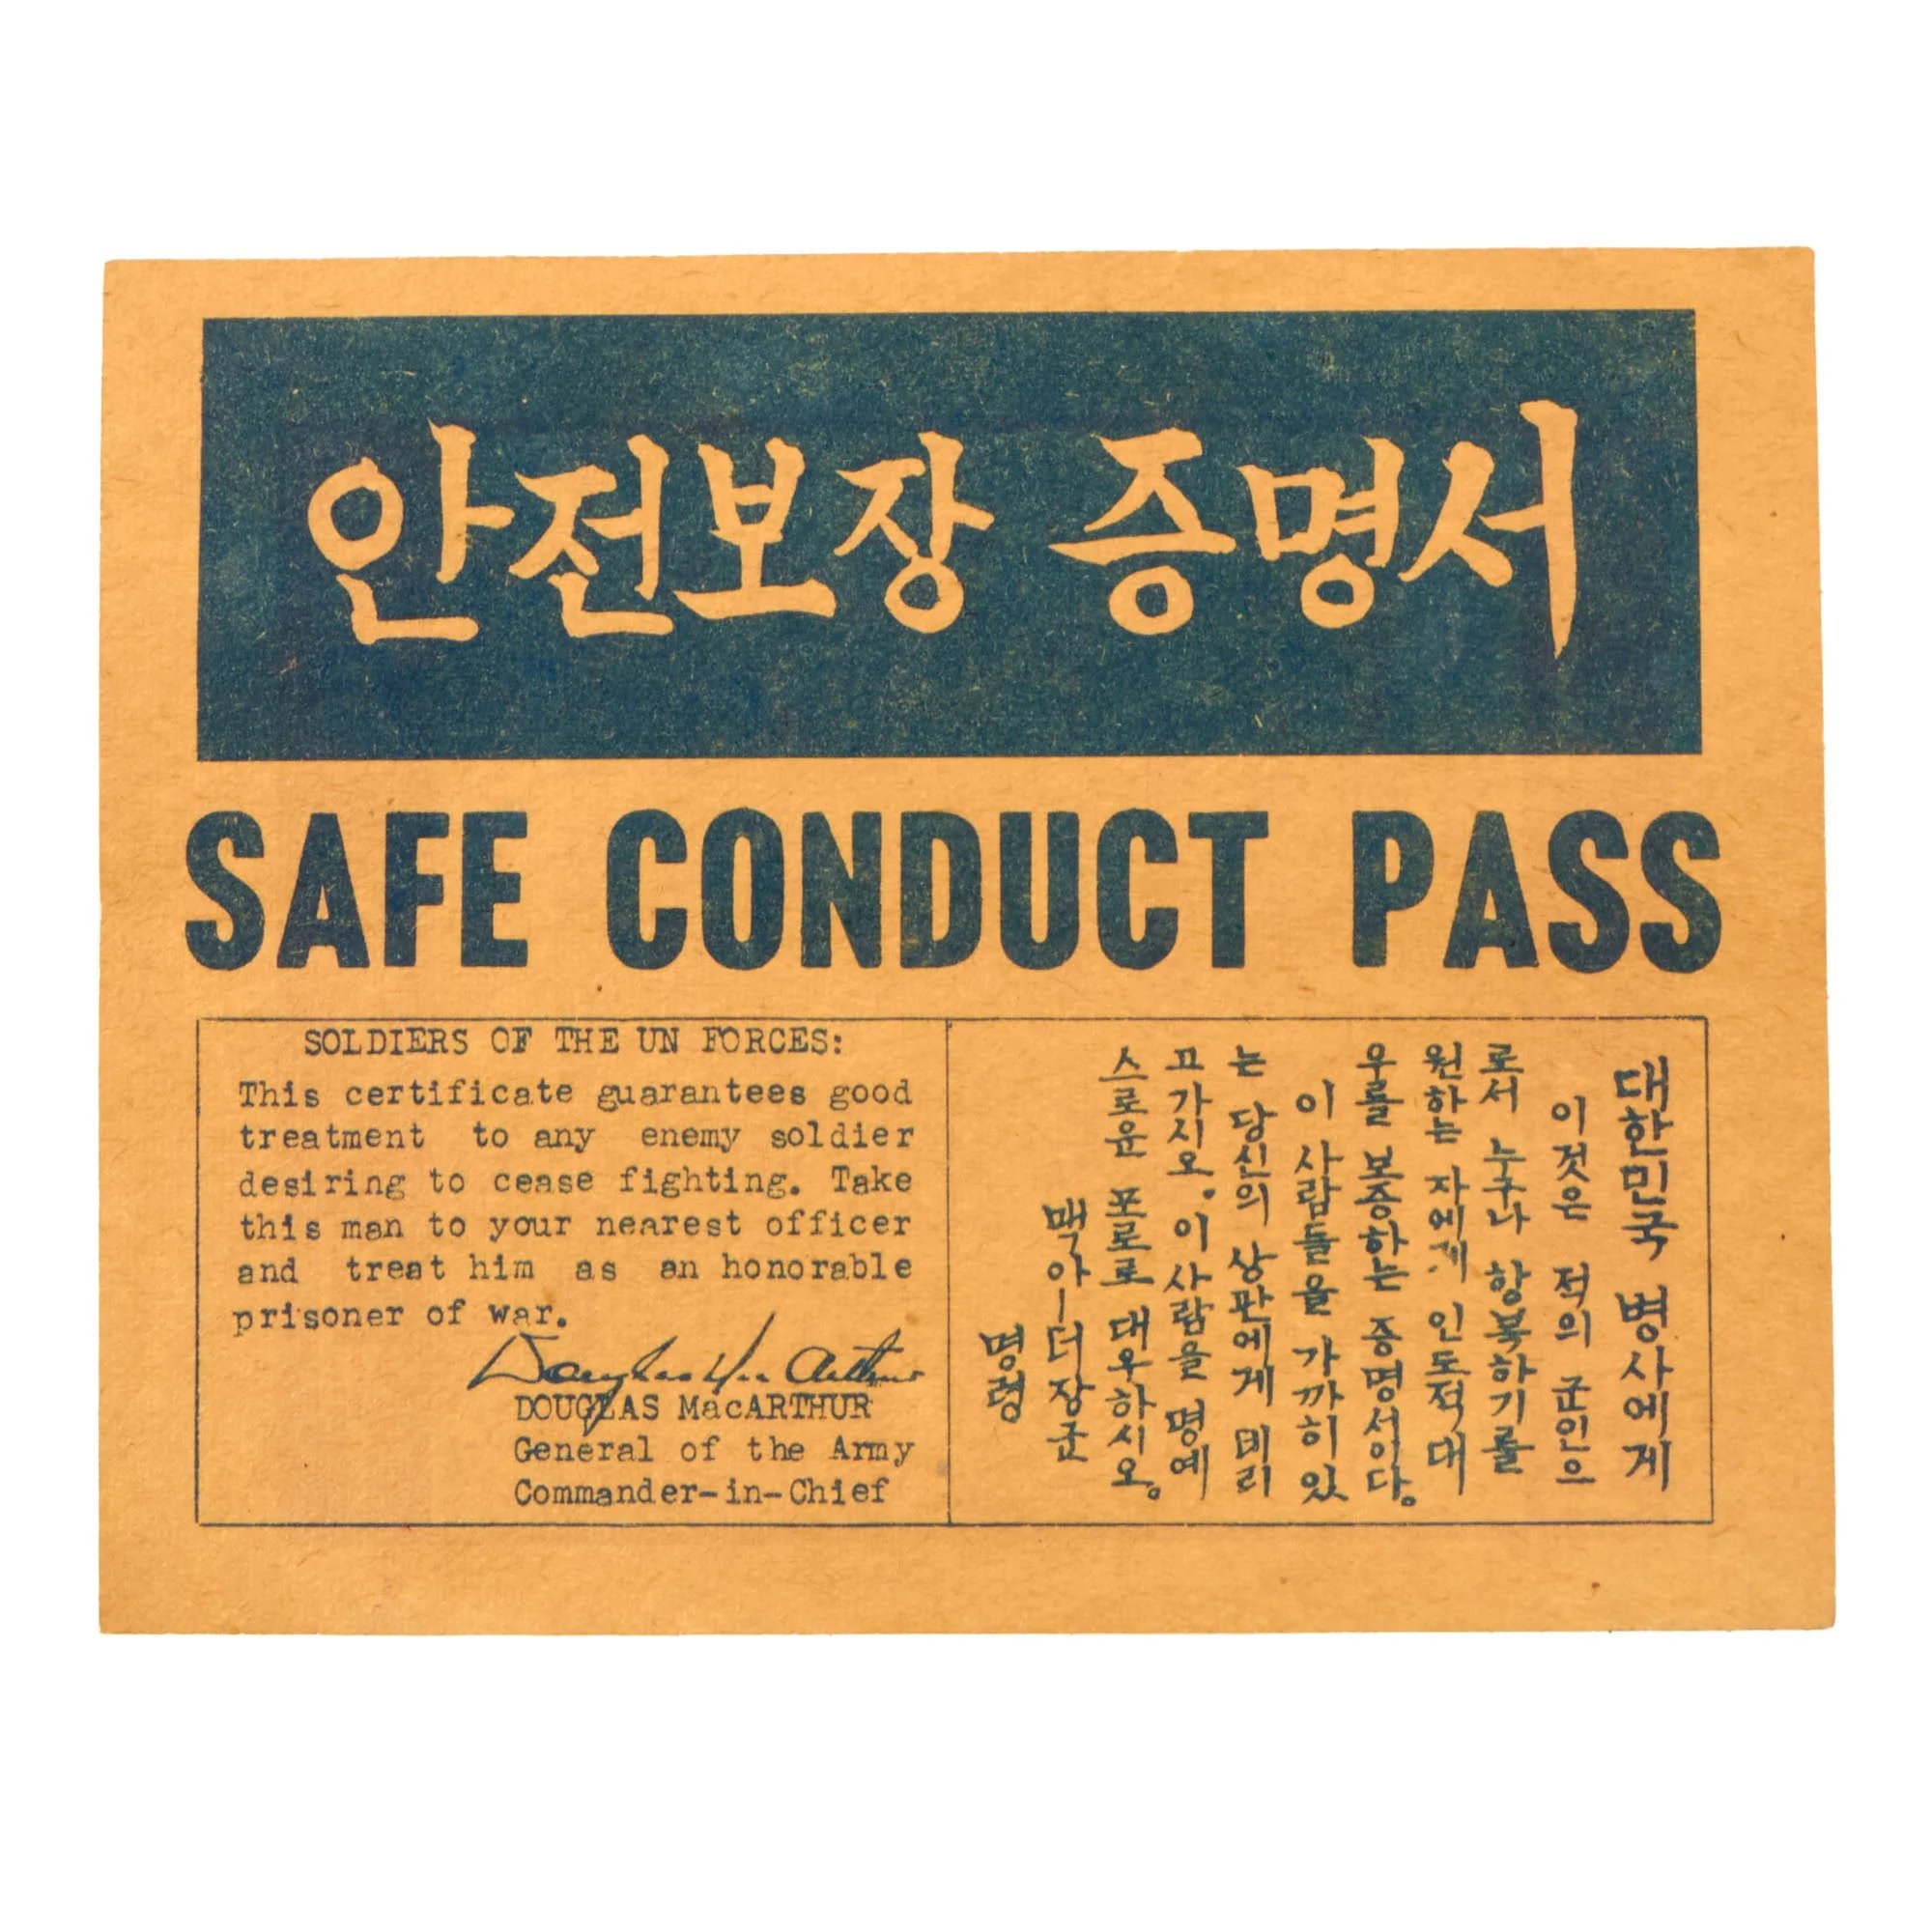 안전보장 증명서
SAFE CONDUCT PASS
SOLDIERS OF THE UN FORCES:
This certificate guarantees good
treatment to any enemy soldier
desiring to cease fighting. Take
this man to your nearest officer
and treat him as an honorable
prisoner of war.
Douglas MacArthur
DOUGLAS MacARTHUR
General of the Army
Commander-in-Chief
대한민국 병사에게
이것은 적의 군인으
로서 누구나 항복하기를
원하는 자에게 인도적 대
우를 보증하는 증명서이다.
이 사람들을 가까히 있
는 당신의 상관에게 데리
고 가시오. 이 사람을 명예
스로운 포로로 대우하시오.
맥아-더 장군
명령